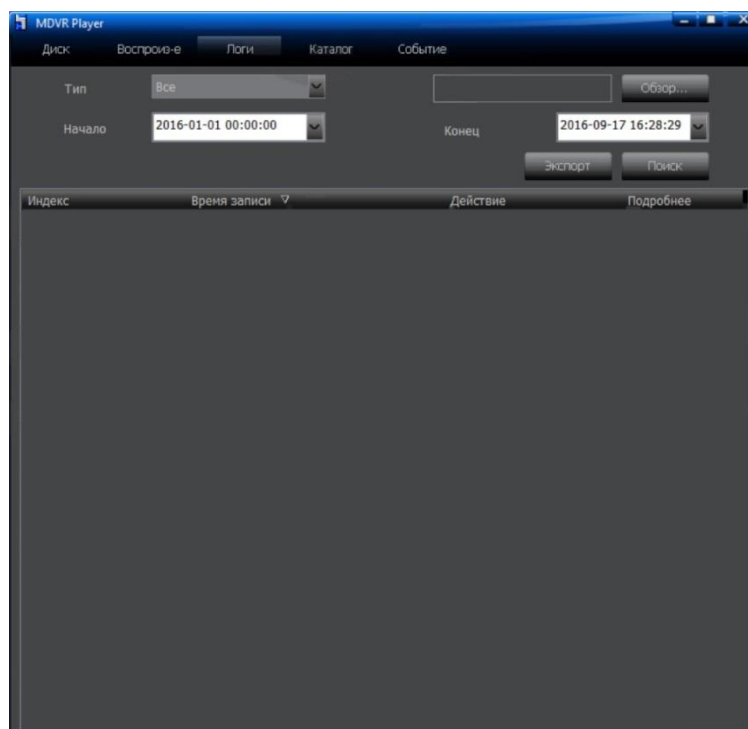 MDVR Player
Диск Воспроиз-е Логи Каталог Событие
Тип Все Обзор...
Начало 2016-01-01 00:00:00 Конец 2016-09-17 16:28:29
Экспорт Поиск
Индекс Время записи Действие Подробнее